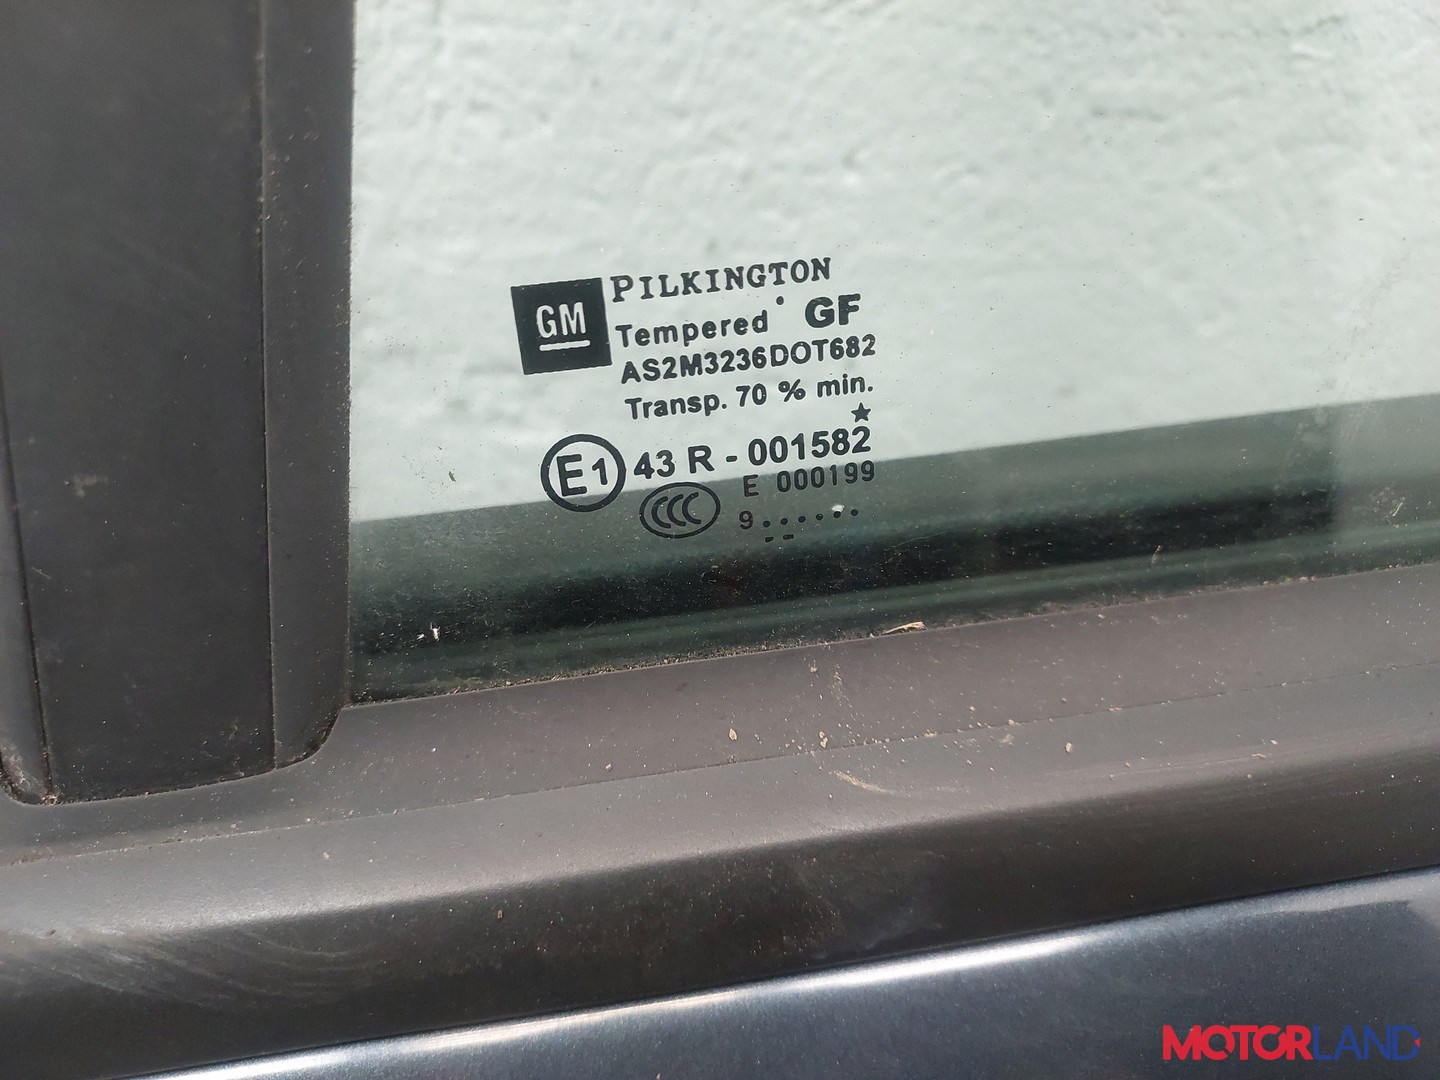 GM
PILKINGTON
Tempered GF
AS2M3236DOT682
Transp. 70 % min.
E1 43 R - 001582
CCC E 000199
9......
MOTORLAND